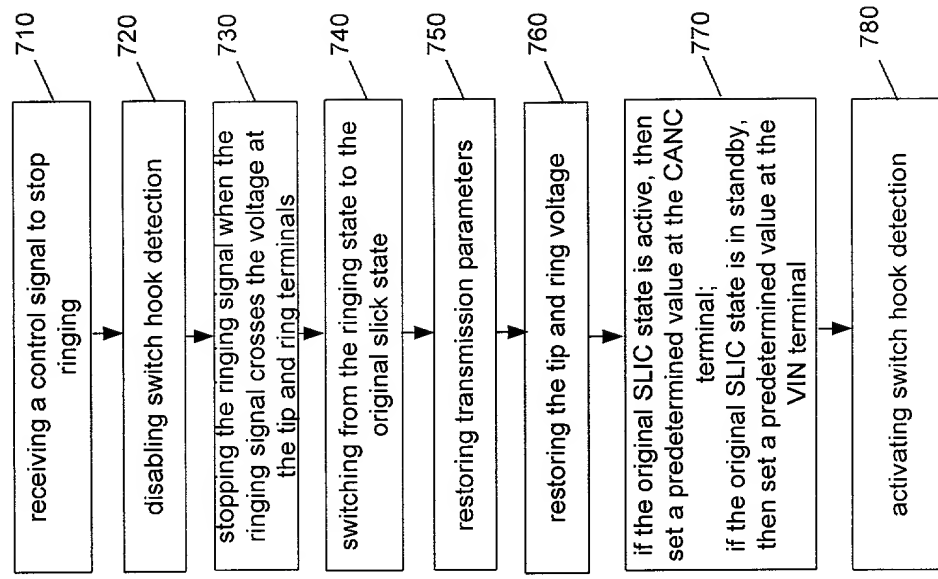 710
receiving a control signal to stop
ringing
720
disabling switch hook detection
730
stopping the ringing signal when the
ringing signal crosses the voltage at
the tip and ring terminals
740
switching from the ringing state to the
original slick state
750
restoring transmission parameters
760
restoring the tip and ring voltage
770
if the original SLIC state is active, then
set a predetermined value at the CANC
terminal;
if the original SLIC state is in standby,
then set a predetermined value at the
VIN terminal
780
activating switch hook detection